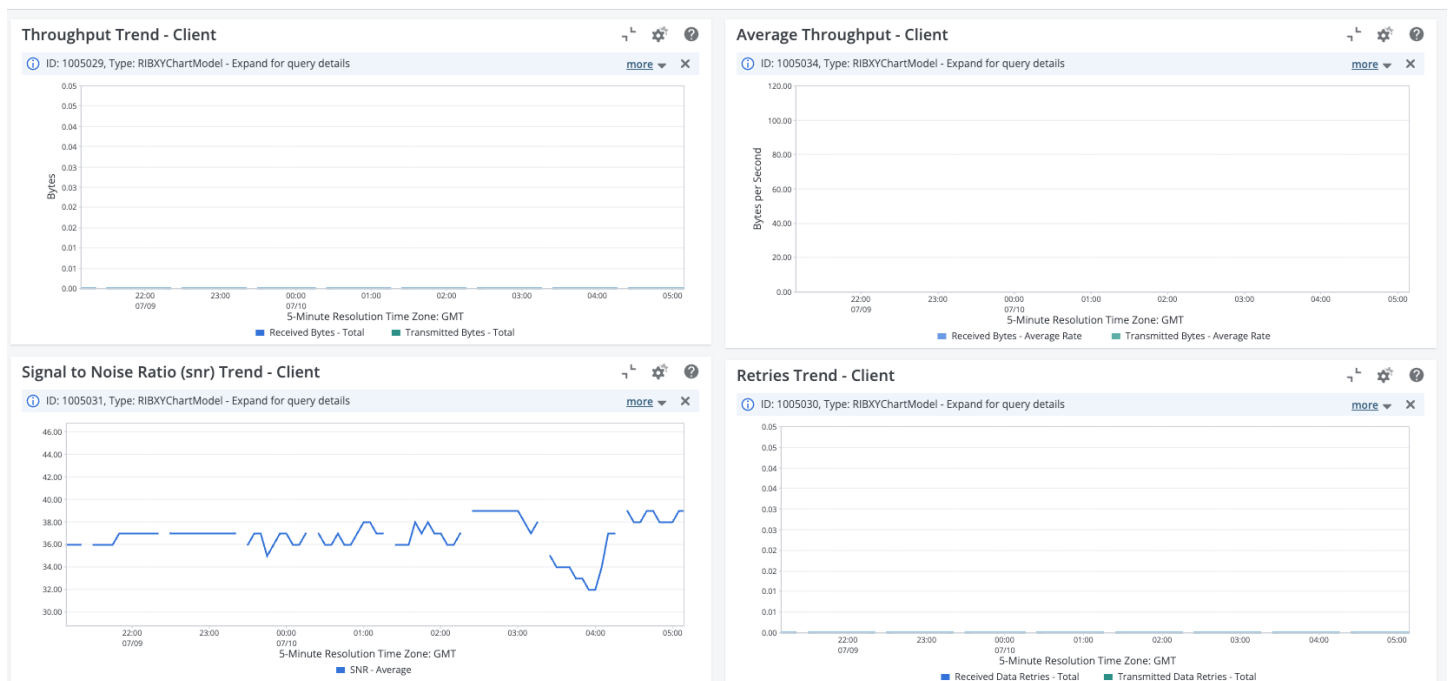 Throughput Trend - Client
ID: 1005029, Type: RIBXYChartModel - Expand for query details
more
0.05
0.05
0.04
0.04
0.03
0.03
0.02
0.02
0.01
0.01
0.00
Bytes
22:00 23:00 00:00 01:00 02:00 03:00 04:00 05:00
07/09 07/10
5-Minute Resolution Time Zone: GMT
Received Bytes - Total Transmitted Bytes - Total
Average Throughput - Client
ID: 1005034, Type: RIBXYChartModel - Expand for query details
more
120.00
100.00
80.00
60.00
40.00
20.00
0.00
Bytes per Second
22:00 23:00 00:00 01:00 02:00 03:00 04:00 05:00
07/09 07/10
5-Minute Resolution Time Zone: GMT
Received Bytes - Average Rate Transmitted Bytes - Average Rate
Signal to Noise Ratio (snr) Trend - Client
ID: 1005031, Type: RIBXYChartModel - Expand for query details
more
46.00
44.00
42.00
40.00
38.00
36.00
34.00
32.00
30.00
22:00 23:00 00:00 01:00 02:00 03:00 04:00 05:00
07/09 07/10
5-Minute Resolution Time Zone: GMT
SNR - Average
Retries Trend - Client
ID: 1005030, Type: RIBXYChartModel - Expand for query details
more
0.05
0.05
0.04
0.04
0.03
0.03
0.02
0.02
0.01
0.01
0.00
22:00 23:00 00:00 01:00 02:00 03:00 04:00 05:00
07/09 07/10
5-Minute Resolution Time Zone: GMT
Received Data Retries - Total Transmitted Data Retries - Total